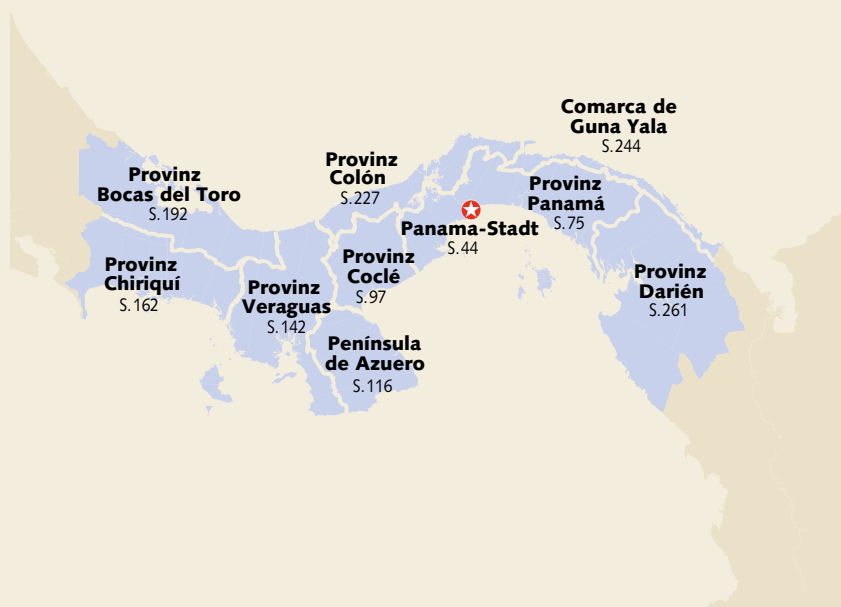 Comarca de
Guna Yala
S.244
Provinz
Colón
S.227
Provinz
Bocas del Toro
S.192
Provinz
Panamá
S.75
Panama-Stadt
S.44
Provinz
Coclé
S.97
Provinz
Chiriquí
S.162
Provinz
Darién
S.261
Provinz
Veraguas
S.142
Península
de Azuero
S.116